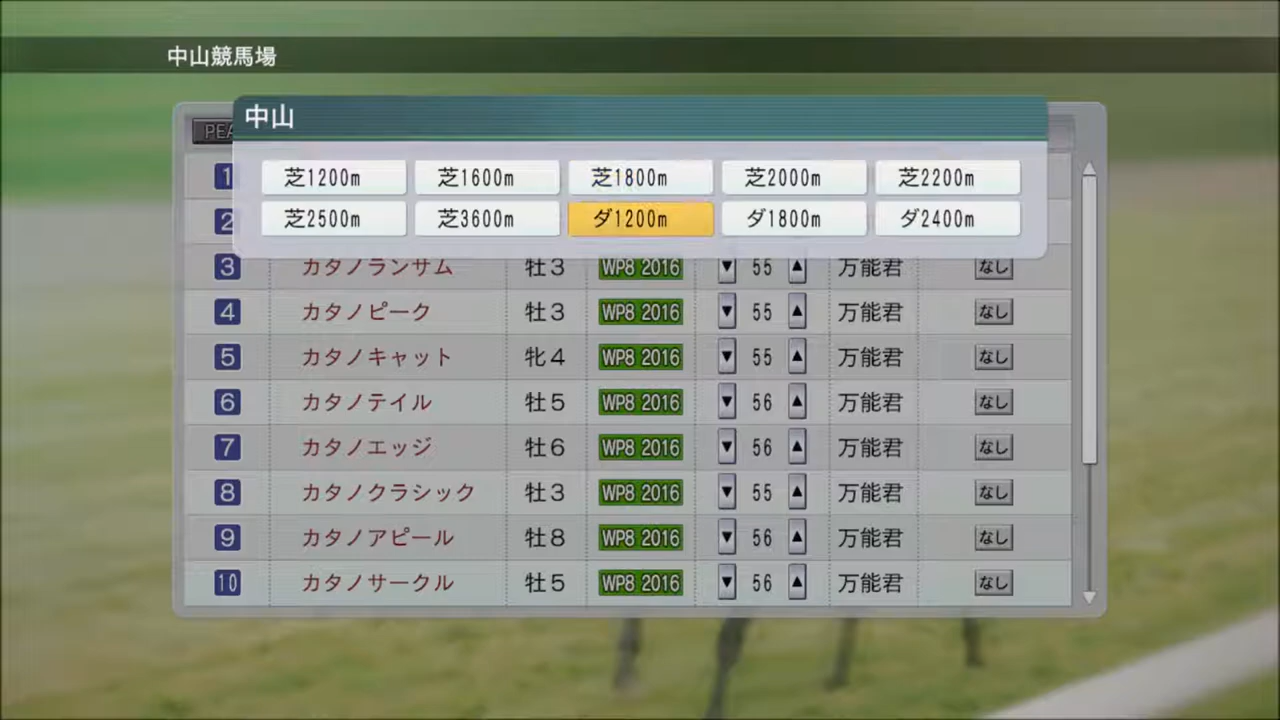 中山競馬場
中山
PEA
芝1200m 芝1600m 芝1800m 芝2000m 芝2200m
芝2500m 芝3600m ダ1200m ダ1800m ダ2400m
1
2
3 カタノランサム 牡3 WP8 2016 ▼ 55 ▲ 万能君 なし
4 カタノピーク 牡3 WP8 2016 ▼ 55 ▲ 万能君 なし
5 カタノキャット 牝4 WP8 2016 ▼ 55 ▲ 万能君 なし
6 カタノテイル 牡5 WP8 2016 ▼ 56 ▲ 万能君 なし
7 カタノエッジ 牡6 WP8 2016 ▼ 56 ▲ 万能君 なし
8 カタノクラシック 牡3 WP8 2016 ▼ 55 ▲ 万能君 なし
9 カタノアピール 牡8 WP8 2016 ▼ 56 ▲ 万能君 なし
10 カタノサークル 牡5 WP8 2016 ▼ 56 ▲ 万能君 なし